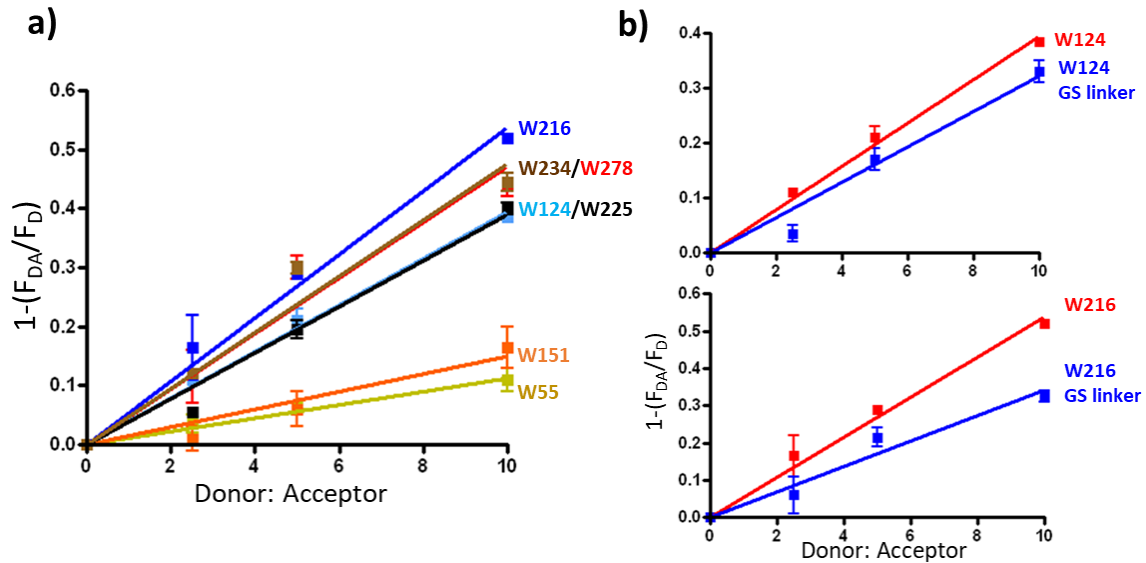 a)
0.6
0.5
0.4
0.3
0.2
0.1
0.0
1-(F_DA/F_D)
0 2 4 6 8 10
Donor: Acceptor
W216
W234/W278
W124/W225
W151
W55
b)
0.4
0.3
0.2
0.1
0.0
0 2 4 6 8 10
W124
W124
GS linker
0.6
0.5
0.4
0.3
0.2
0.1
0.0
1-(F_DA/F_D)
0 2 4 6 8 10
Donor: Acceptor
W216
W216
GS linker